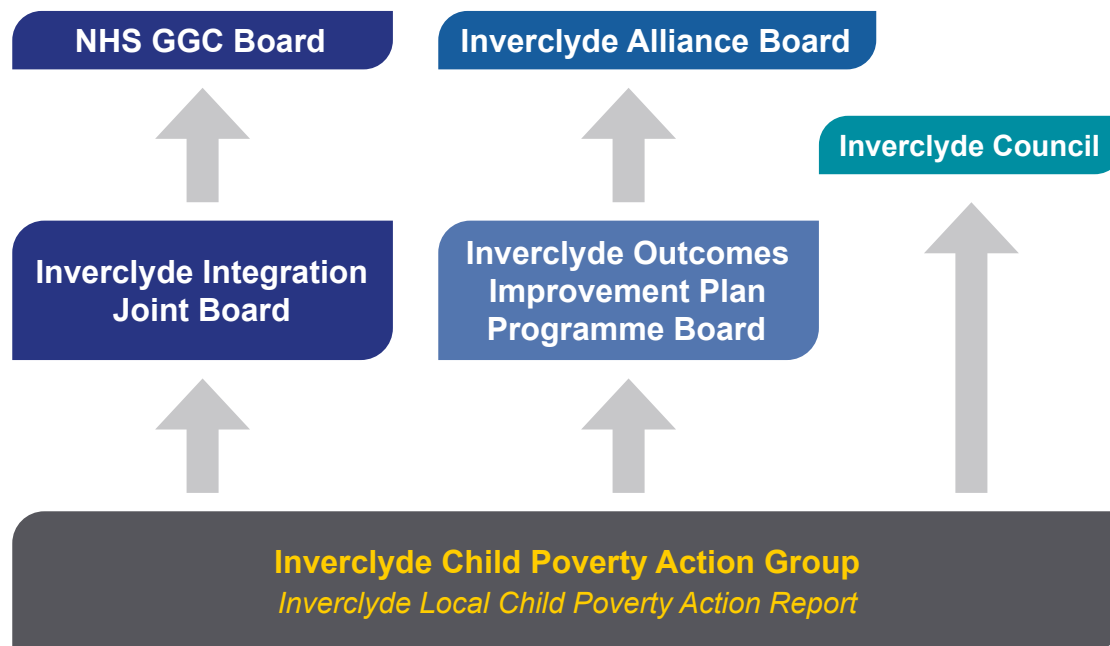 NHS GGC Board
Inverclyde Alliance Board
Inverclyde Council
Inverclyde Integration
Joint Board
Inverclyde Outcomes
Improvement Plan
Programme Board
Inverclyde Child Poverty Action Group
Inverclyde Local Child Poverty Action Report